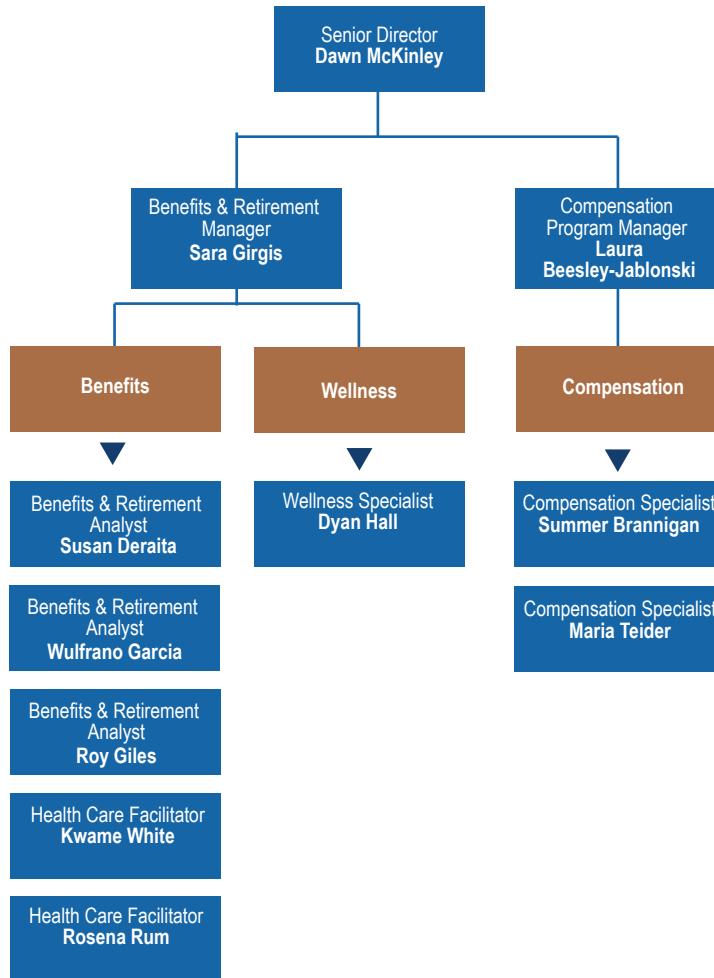 Senior Director
Dawn McKinley
Benefits & Retirement
Manager
Sara Girgis
Compensation
Program Manager
Laura
Beesley-Jablonski
Benefits
Wellness
Compensation
Benefits & Retirement
Analyst
Susan Deraita
Benefits & Retirement
Analyst
Wulfrano Garcia
Benefits & Retirement
Analyst
Roy Giles
Health Care Facilitator
Kwame White
Health Care Facilitator
Rosena Rum
Wellness Specialist
Dyan Hall
Compensation Specialist
Summer Brannigan
Compensation Specialist
Maria Teider